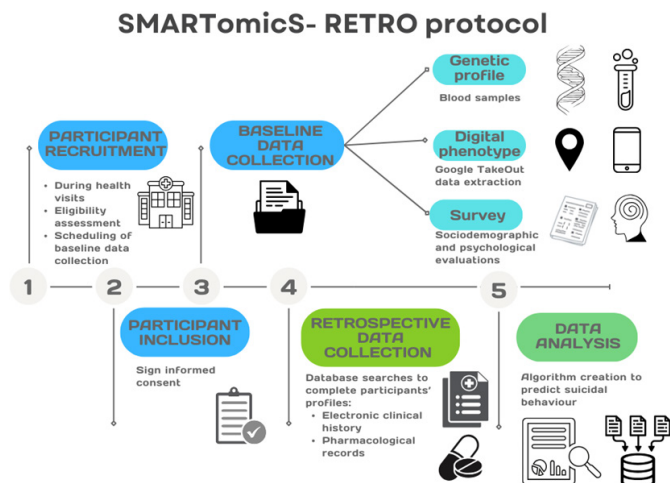 SMARTomicS- RETRO protocol
Genetic
profile
Blood samples
PARTICIPANT
RECRUITMENT
BASELINE
DATA
COLLECTION
Digital
phenotype
Google TakeOut
data extraction
• During health
visits
• Eligibility
assessment
• Scheduling of
baseline data
collection
Survey
Sociodemographic
and psychological
evaluations
1
2
3
4
5
PARTICIPANT
INCLUSION
Sign informed
consent
RETROSPECTIVE
DATA
COLLECTION
Database searches to
complete participants'
profiles:
• Electronic clinical
history
• Pharmacological
records
DATA
ANALYSIS
Algorithm creation to
predict suicidal
behaviour